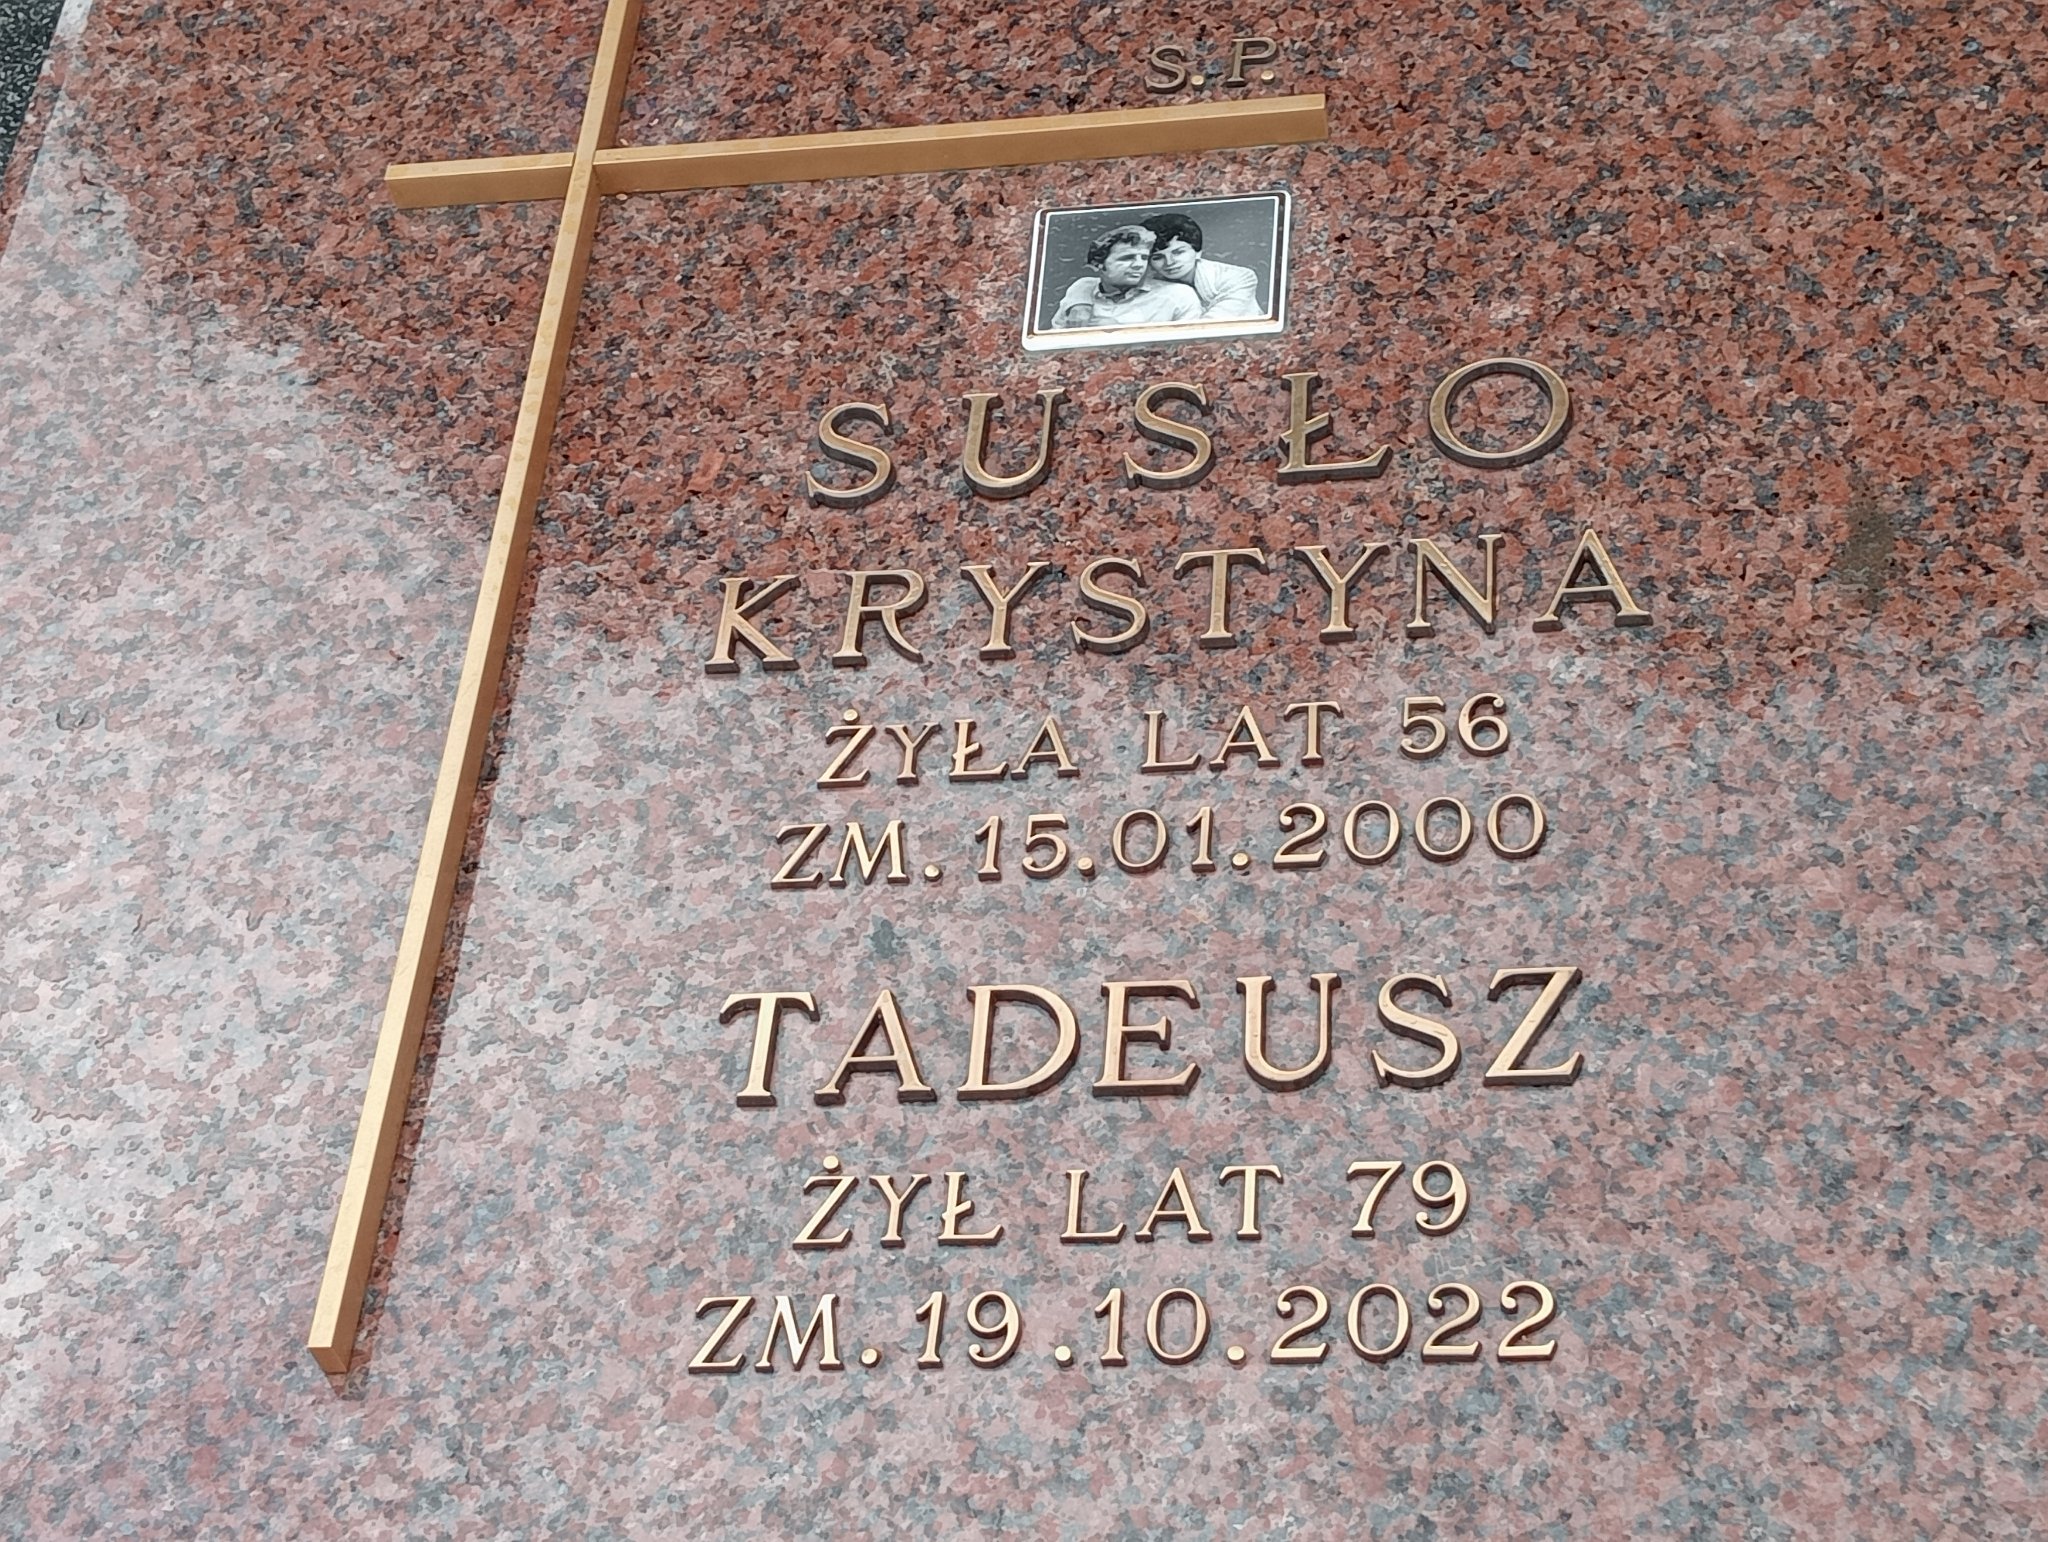 S.P.
SUSŁO
KRYSTYNA
ŻYŁA LAT 56
ZM. 15.01.2000
TADEUSZ
ŻYŁ LAT 79
ZM. 19.10.2022